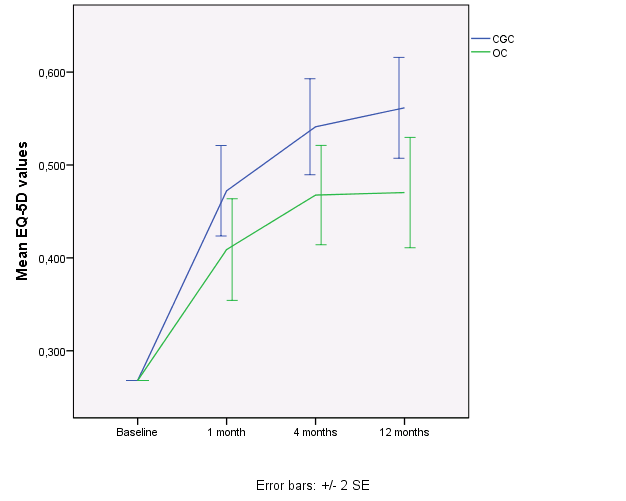 CGC
OC
0,600
0,500
0,400
0,300
Mean EQ-5D values
Baseline
1 month
4 months
12 months
Error bars: +/- 2 SE